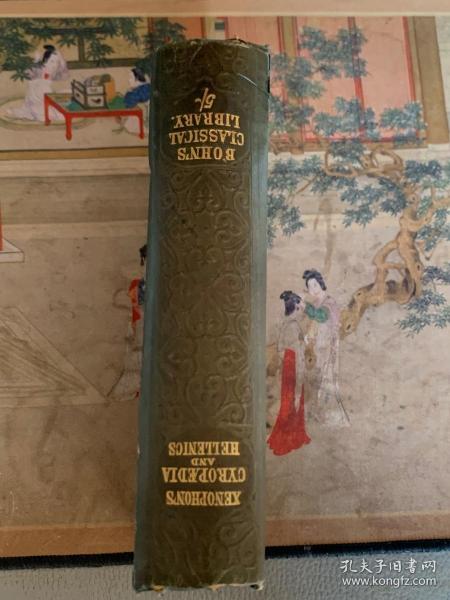 XENOPHON'S
CYROPÆDIA
AND
HELLENICS
BOHN'S
CLASSICAL
LIBRARY.
5/-
孔夫子旧书网
www.kongfz.com